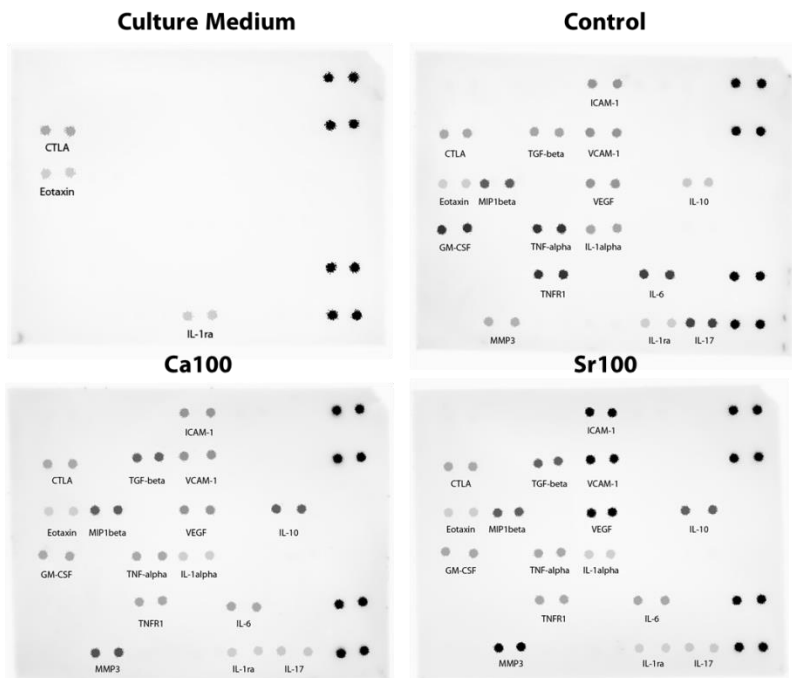 Culture Medium
CTLA
Eotaxin
IL-1ra
Control
ICAM-1
CTLA TGF-beta VCAM-1
Eotaxin MIP1beta VEGF IL-10
GM-CSF TNF-alpha IL-1alpha
TNFR1 IL-6
MMP3 IL-1ra IL-17
Ca100
ICAM-1
CTLA TGF-beta VCAM-1
Eotaxin MIP1beta VEGF IL-10
GM-CSF TNF-alpha IL-1alpha
TNFR1 IL-6
MMP3 IL-1ra IL-17
Sr100
ICAM-1
CTLA TGF-beta VCAM-1
Eotaxin MIP1beta VEGF IL-10
GM-CSF TNF-alpha IL-1alpha
TNFR1 IL-6
MMP3 IL-1ra IL-17